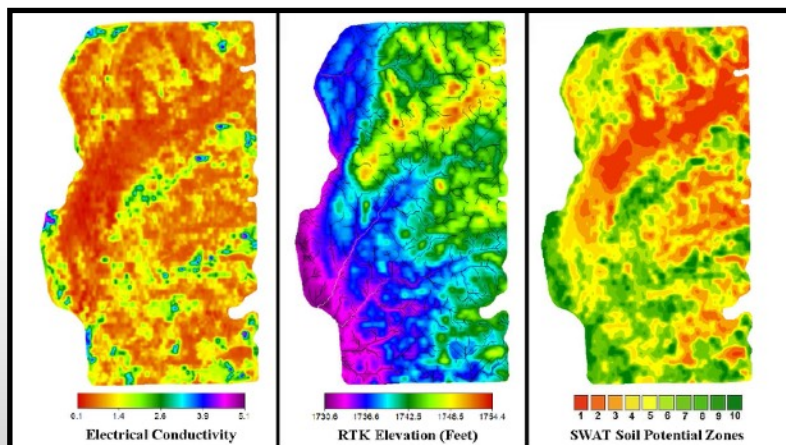 0.1 1.4 2.6 3.9 5.1
Electrical Conductivity
1730.6 1736.6 1742.5 1748.5 1754.4
RTK Elevation (Feet)
1 2 3 4 5 6 7 8 9 10
SWAT Soil Potential Zones